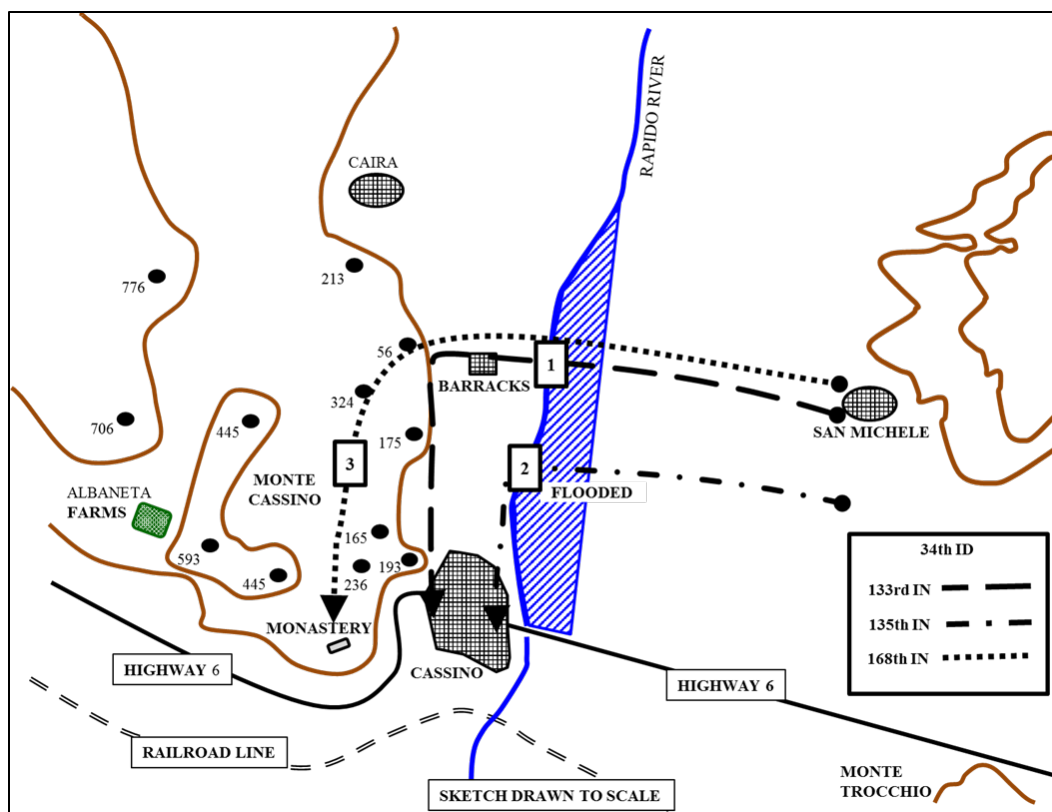 CAIRA
RAPIDO RIVER
776
213
56
1
BARRACKS
324
SAN MICHELE
706
445
175
3
2
MONTE
CASSINO
FLOODED
ALBANETA
FARMS
165
593
193
445
236
34th ID
133rd IN
135th IN
168th IN
MONASTERY
HIGHWAY 6
CASSINO
HIGHWAY 6
RAILROAD LINE
MONTE
TROCCHIO
SKETCH DRAWN TO SCALE